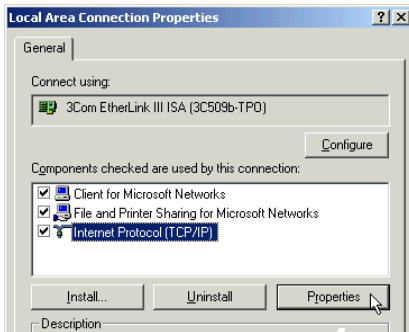 Local Area Connection Properties
General
Connect using:
3Com EtherLink III ISA (3C509b-TPO)
Configure
Components checked are used by this connection:
Client for Microsoft Networks
File and Printer Sharing for Microsoft Networks
Internet Protocol (TCP/IP)
Install... Uninstall Properties
Description